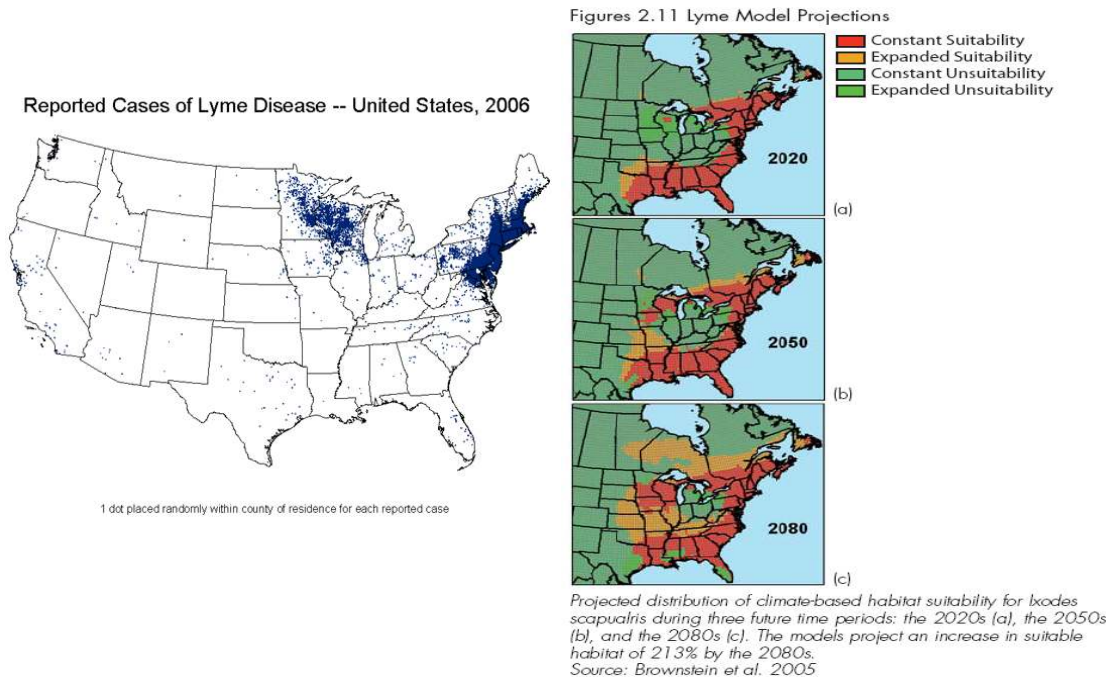 Reported Cases of Lyme Disease -- United States, 2006
1 dot placed randomly within county of residence for each reported case
Figures 2.11 Lyme Model Projections
Constant Suitability
Expanded Suitability
Constant Unsuitability
Expanded Unsuitability
2020
(a)
2050
(b)
2080
(c)
Projected distribution of climate-based habitat suitability for Ixodes
scapualris during three future time periods: the 2020s (a), the 2050s
(b), and the 2080s (c). The models project an increase in suitable
habitat of 213% by the 2080s.
Source: Brownstein et al. 2005